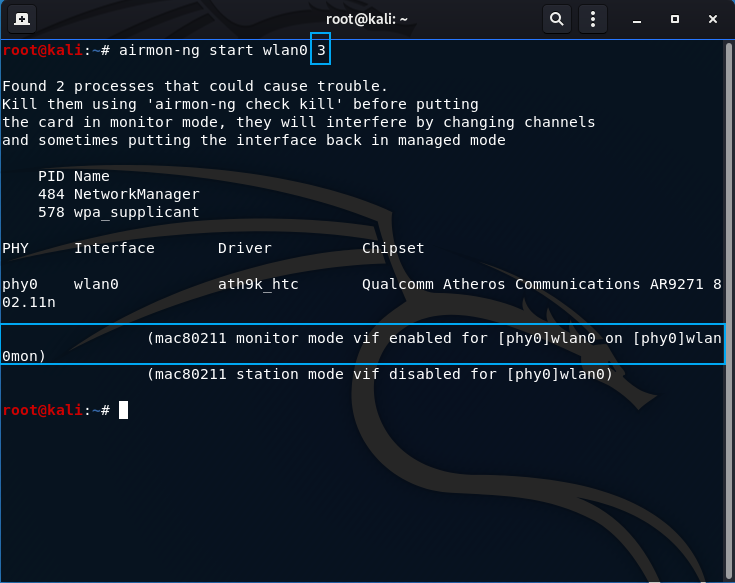 root@kali: ~
root@kali:~# airmon-ng start wlan0 3
Found 2 processes that could cause trouble.
Kill them using 'airmon-ng check kill' before putting
the card in monitor mode, they will interfere by changing channels
and sometimes putting the interface back in managed mode
PID Name
484 NetworkManager
578 wpa_supplicant
PHY Interface Driver Chipset
phy0 wlan0 ath9k_htc Qualcomm Atheros Communications AR9271 8
02.11n
(mac80211 monitor mode vif enabled for [phy0]wlan0 on [phy0]wlan
0mon)
(mac80211 station mode vif disabled for [phy0]wlan0)
root@kali:~#